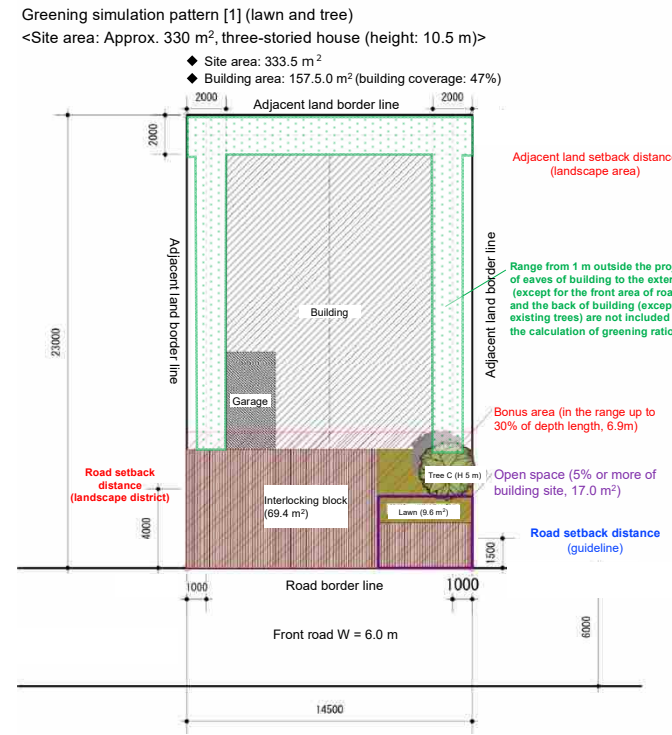 Greening simulation pattern [1] (lawn and tree)
<Site area: Approx. 330 m², three-storied house (height: 10.5 m)>
◆ Site area: 333.5 m²
◆ Building area: 157.5.0 m² (building coverage: 47%)
2000
2000
Adjacent land border line
2000
Adjacent land setback distance
(landscape area)
Adjacent land border line
Adjacent land border line
Range from 1 m outside the
of eaves of building to the
(except for the front area of
and the back of building
existing trees) are not included
the calculation of greening
Building
23000
Garage
Bonus area (in the range up to
30% of depth length, 6.9m)
Road setback
distance
(landscape district)
Tree C (H 5 m)
Open space (5% or more of
building site, 17.0 m²)
Interlocking block
(69.4 m²)
Lawn (9.6 m²)
4000
Road setback distance
(guideline)
1500
1000
Road border line
1000
Front road W = 6.0 m
6000
14500